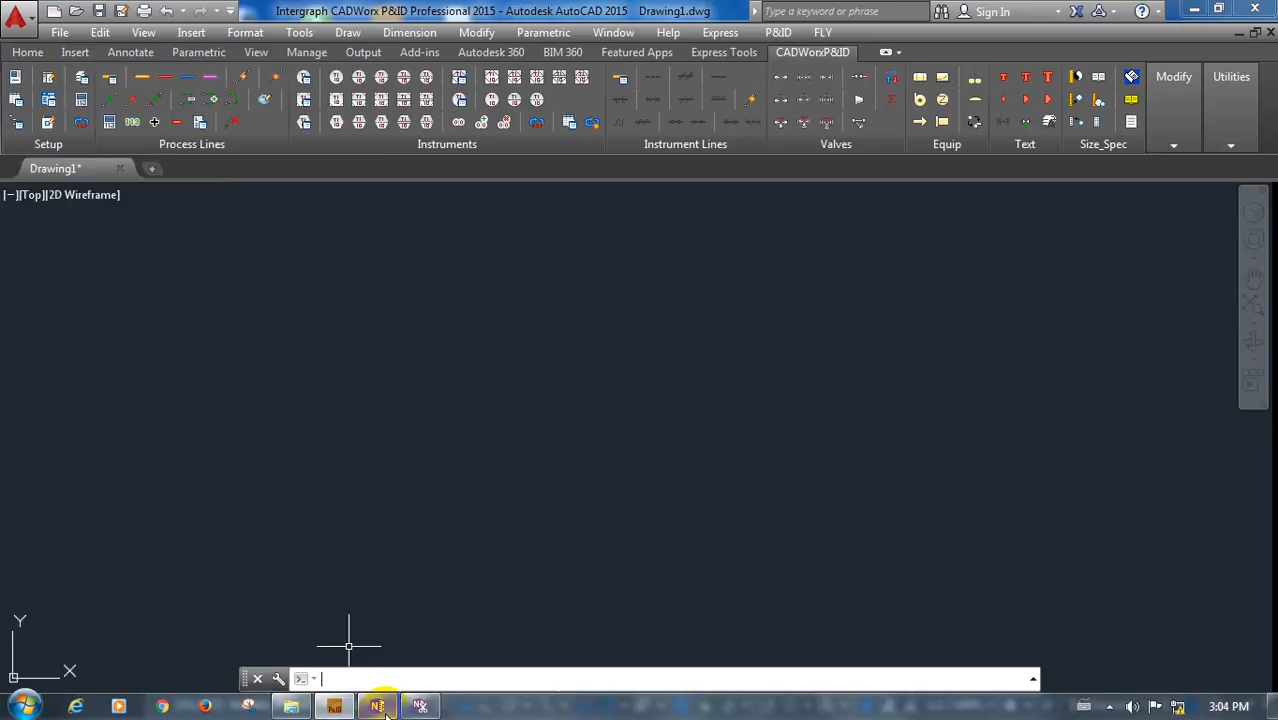 Intergraph CADWorx P&ID Professional 2015 - Autodesk AutoCAD 2015 Drawing1.dwg
Type a keyword or phrase
Sign In
File Edit View Insert Format Tools Draw Dimension Modify Parametric Window Help Express P&ID FLY
Home Insert Annotate Parametric View Manage Output Add-ins Autodesk 360 BIM 360 Featured Apps Express Tools CADWorxP&ID
Modify
Utilities
Setup
Process Lines
Instruments
Instrument Lines
Valves
Equip
Text
Size_Spec
Drawing1*
[−][Top][2D Wireframe]
Y
X
3:04 PM